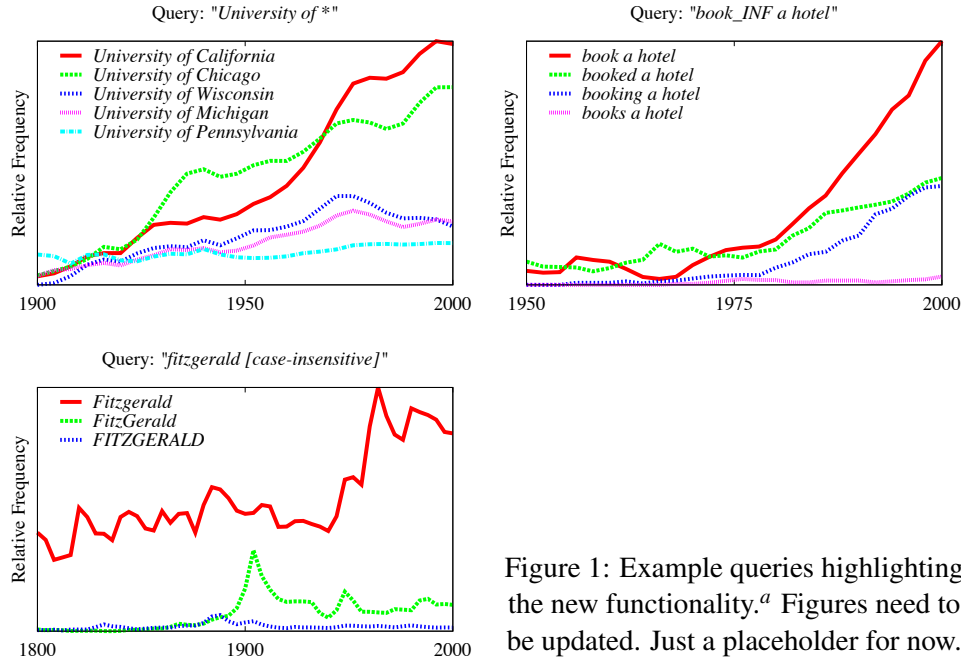 Query: "University of *"
Relative Frequency
University of California
University of Chicago
University of Wisconsin
University of Michigan
University of Pennsylvania
1900 1950 2000
Query: "book_INF a hotel"
Relative Frequency
book a hotel
booked a hotel
booking a hotel
books a hotel
1950 1975 2000
Query: "fitzgerald [case-insensitive]"
Relative Frequency
Fitzgerald
FitzGerald
FITZGERALD
1800 1900 2000
Figure 1: Example queries highlighting
the new functionality.a Figures need to
be updated. Just a placeholder for now.